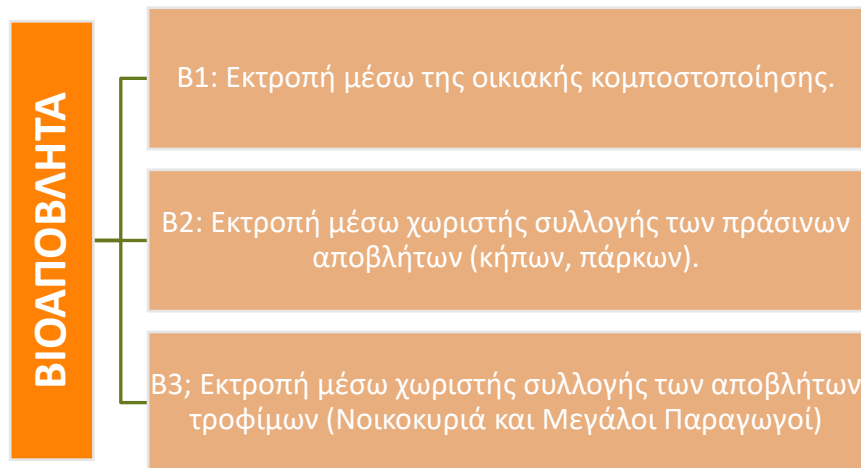 ΒΙΟΑΠΟΒΛΗΤΑ
Β1: Εκτροπή μέσω της οικιακής κομποστοποίησης.
Β2: Εκτροπή μέσω χωριστής συλλογής των πράσινων
αποβλήτων (κήπων, πάρκων).
Β3; Εκτροπή μέσω χωριστής συλλογής των αποβλήτων
τροφίμων (Νοικοκυριά και Μεγάλοι Παραγωγοί)